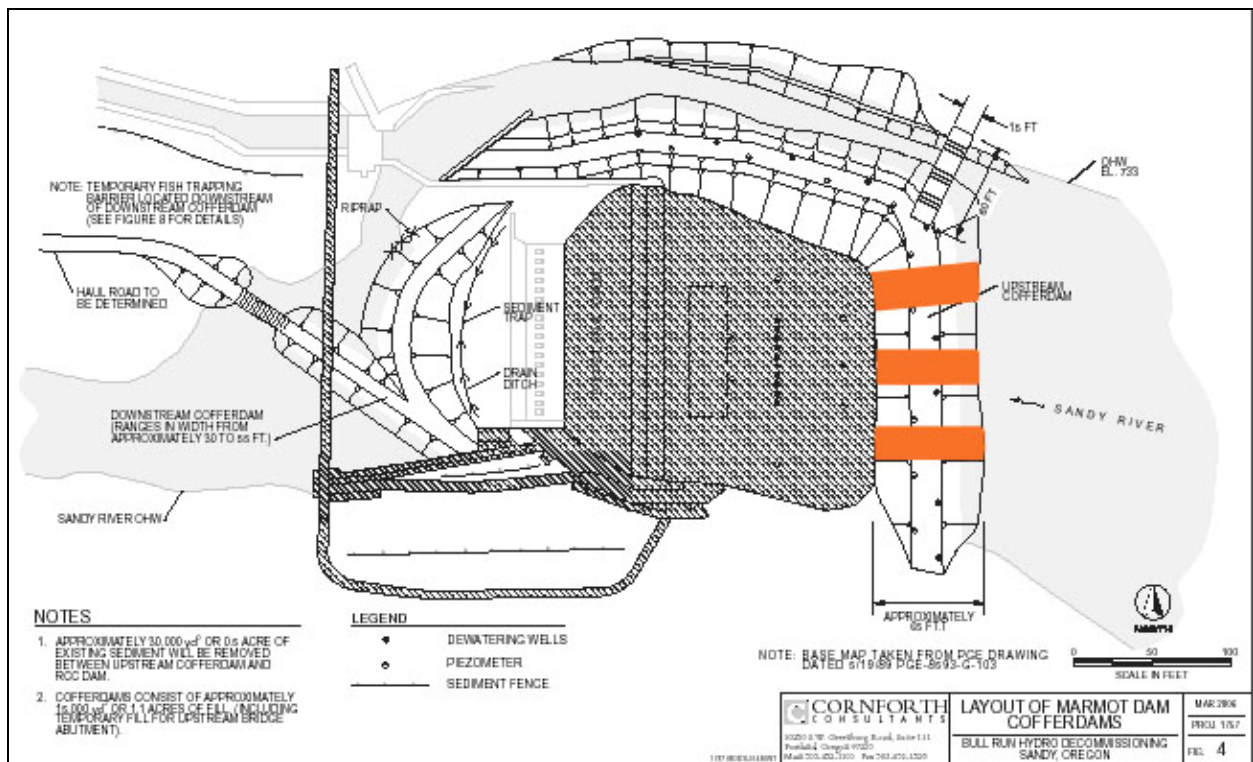 15 FT
OHW
EL. 733
60 FT
NOTE: TEMPORARY FISH TRAPPING
BARRIER LOCATED DOWNSTREAM
OF DOWNSTREAM COFFERDAM
(SEE FIGURE 8 FOR DETAILS)
RIPRAP
HAUL ROAD TO
BE DETERMINED
SEDIMENT
TRAP
DRAIN
DITCH
UPSTREAM
COFFERDAM
SANDY RIVER
DOWNSTREAM COFFERDAM
(RANGES IN WIDTH FROM
APPROXIMATELY 30 TO 55 FT.)
SANDY RIVER OHW
APPROXIMATELY
65 FT.T
NORTH
NOTES
1. APPROXIMATELY 30,000 yd³ OR 0.5 ACRE OF
EXISTING SEDIMENT WILL BE REMOVED
BETWEEN UPSTREAM COFFERDAM AND
RCC DAM.
2. COFFERDAMS CONSIST OF APPROXIMATELY
15,000 yd³ OR 1.1 ACRES OF FILL. (INCLUDING
TEMPORARY FILL FOR UPSTREAM BRIDGE
ABUTMENT).
LEGEND
DEWATERING WELLS
PIEZOMETER
SEDIMENT FENCE
NOTE: BASE MAP TAKEN FROM PGE DRAWING
DATED 5/19/89 PGE-8593-G-103
0 50 100
SCALE IN FEET
CORNFORTH
CONSULTANTS
LAYOUT OF MARMOT DAM
COFFERDAMS
BULL RUN HYDRO DECOMMISSIONING
SANDY, OREGON
MAR 2006
PROJ. 1757
FIG. 4